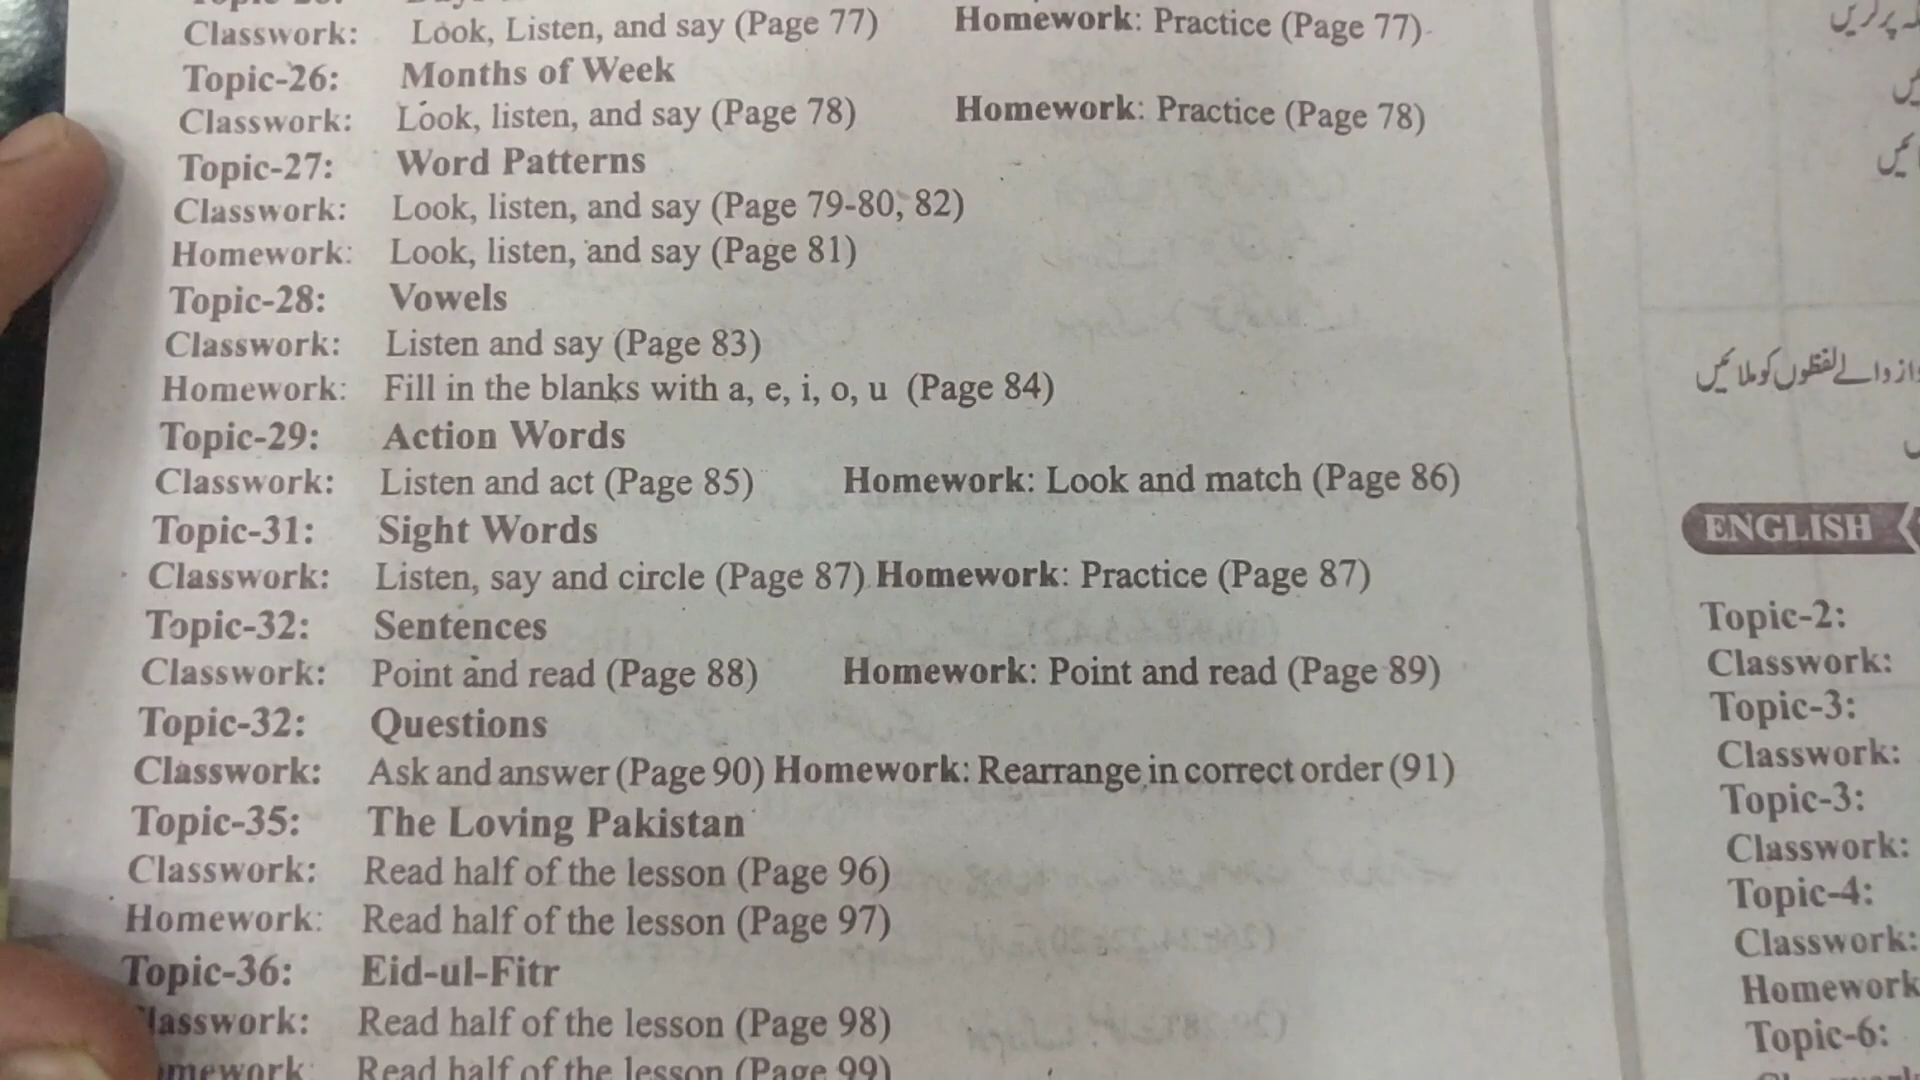 Classwork: Look, Listen, and say (Page 77) Homework: Practice (Page 77)
Topic-26: Months of Week
Classwork: Look, listen, and say (Page 78) Homework: Practice (Page 78)
Topic-27: Word Patterns
Classwork: Look, listen, and say (Page 79-80, 82)
Homework: Look, listen, and say (Page 81)
Topic-28: Vowels
Classwork: Listen and say (Page 83)
Homework: Fill in the blanks with a, e, i, o, u (Page 84)
Topic-29: Action Words
Classwork: Listen and act (Page 85) Homework: Look and match (Page 86)
Topic-31: Sight Words
Classwork: Listen, say and circle (Page 87) Homework: Practice (Page 87)
Topic-32: Sentences
Classwork: Point and read (Page 88) Homework: Point and read (Page 89)
Topic-32: Questions
Classwork: Ask and answer (Page 90) Homework: Rearrange in correct order (91)
Topic-35: The Loving Pakistan
Classwork: Read half of the lesson (Page 96)
Homework: Read half of the lesson (Page 97)
Topic-36: Eid-ul-Fitr
Classwork: Read half of the lesson (Page 98)
Homework: Read half of the lesson (Page 99)
پر کریں
والے لفظوں کو ملائیں
ENGLISH
Topic-2:
Classwork:
Topic-3:
Classwork:
Topic-3:
Classwork:
Topic-4:
Classwork:
Homework
Topic-6: